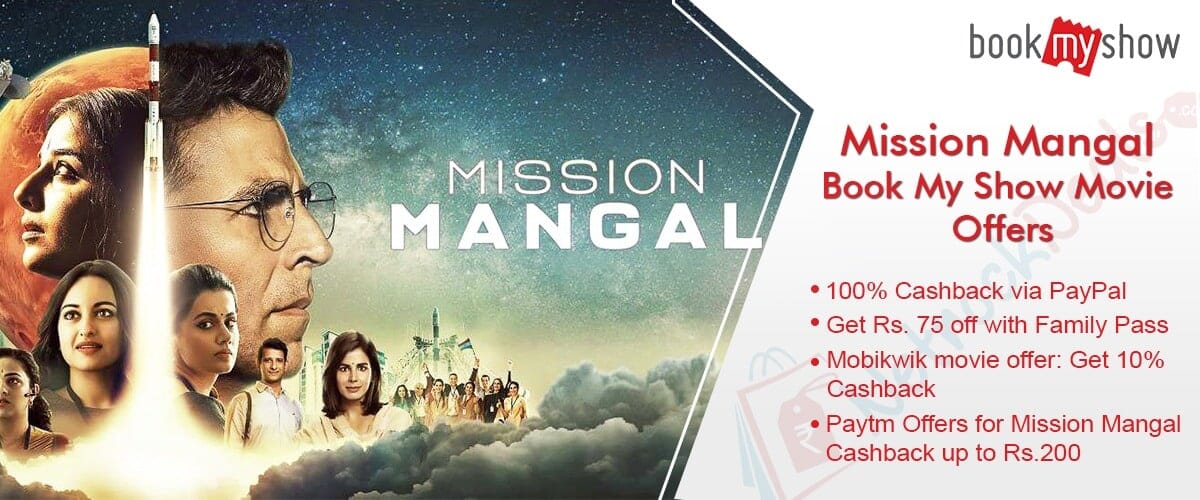 bookmyshow
MISSION
MANGAL
Mission Mangal
Book My Show Movie
Offers
• 100% Cashback via PayPal
• Get Rs. 75 off with Family Pass
• Mobikwik movie offer: Get 10%
Cashback
• Paytm Offers for Mission Mangal
Cashback up to Rs.200